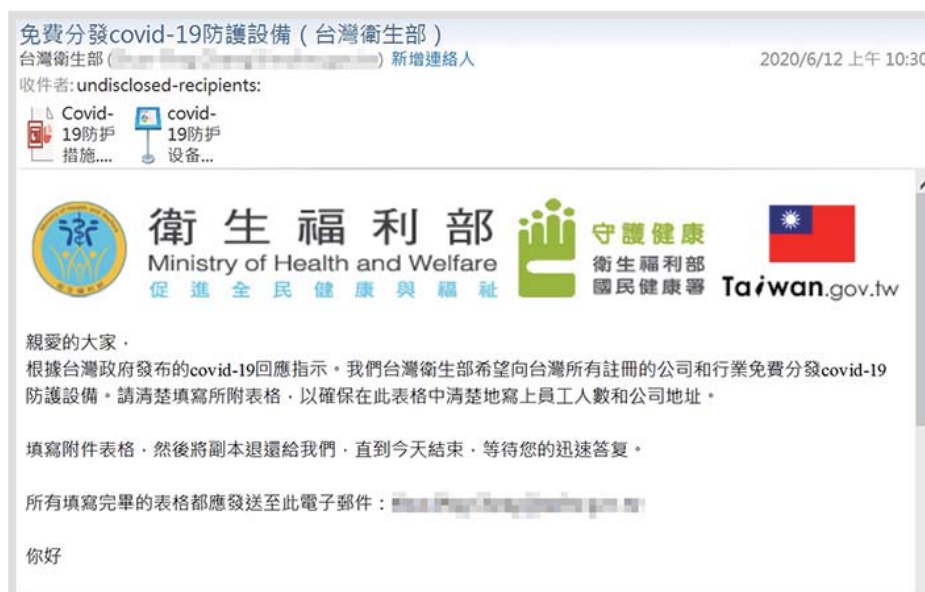 免費分發covid-19防護設備（台灣衛生部）
台灣衛生部 ( ) 新增連絡人 2020/6/12 上午 10:30
收件者: undisclosed-recipients:
Covid-19防护措施.... covid-19防护设备...
衛生福利部
Ministry of Health and Welfare
促進全民健康與福祉
守護健康
衛生福利部
國民健康署
Taiwan.gov.tw
親愛的大家，
根據台灣政府發布的covid-19回應指示。我們台灣衛生部希望向台灣所有註冊的公司和行業免費分發covid-19
防護設備。請清楚填寫所附表格，以確保在此表格中清楚地寫上員工人數和公司地址。
填寫附件表格，然後將副本退還給我們，直到今天結束，等待您的迅速答复。
所有填寫完畢的表格都應發送至此電子郵件：
你好